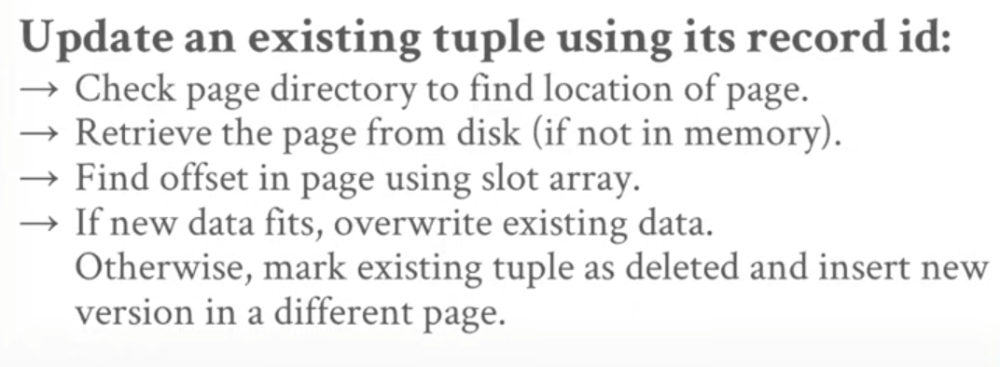 Update an existing tuple using its record id:
→ Check page directory to find location of page.
→ Retrieve the page from disk (if not in memory).
→ Find offset in page using slot array.
→ If new data fits, overwrite existing data.
Otherwise, mark existing tuple as deleted and insert new
version in a different page.